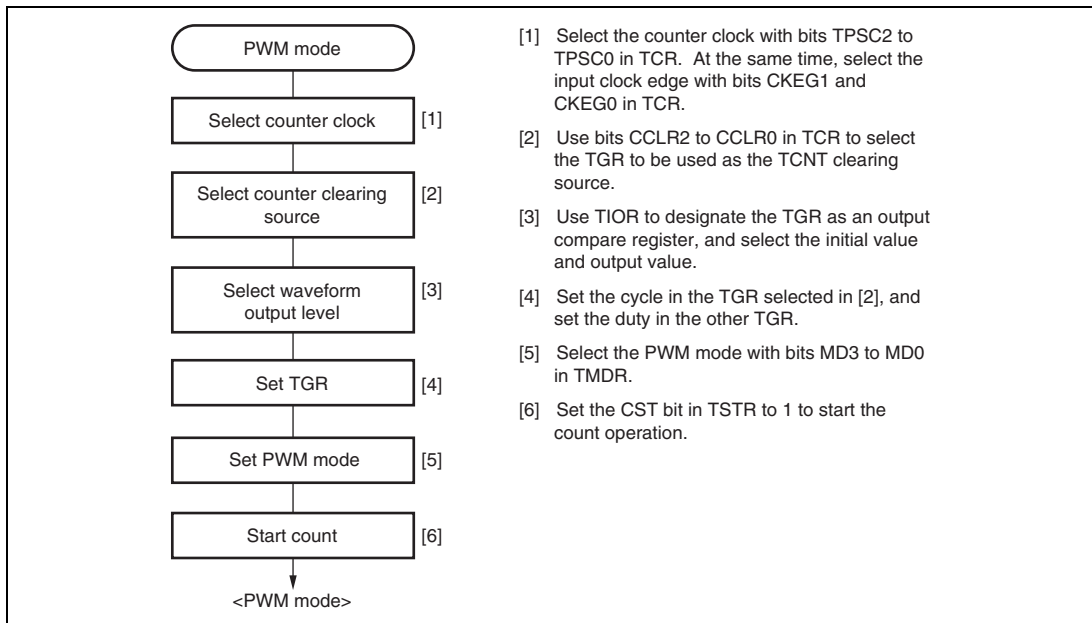 PWM mode
Select counter clock
[1]
Select counter clearing
source
[2]
Select waveform
output level
[3]
Set TGR
[4]
Set PWM mode
[5]
Start count
[6]
<PWM mode>
[1] Select the counter clock with bits TPSC2 to
TPSC0 in TCR. At the same time, select the
input clock edge with bits CKEG1 and
CKEG0 in TCR.
[2] Use bits CCLR2 to CCLR0 in TCR to select
the TGR to be used as the TCNT clearing
source.
[3] Use TIOR to designate the TGR as an output
compare register, and select the initial value
and output value.
[4] Set the cycle in the TGR selected in [2], and
set the duty in the other TGR.
[5] Select the PWM mode with bits MD3 to MD0
in TMDR.
[6] Set the CST bit in TSTR to 1 to start the
count operation.